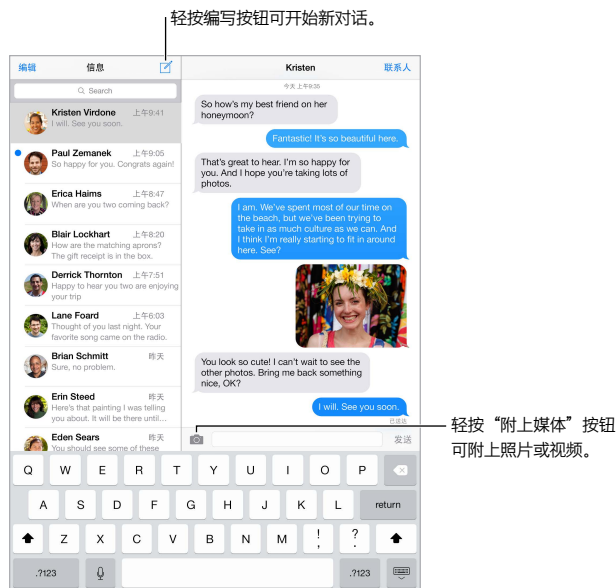 轻按编写按钮可开始新对话。
编辑
信息
Kristen
联系人
Search
Kristen Virdone 上午9:41
I will. See you soon.
Paul Zemanek 上午9:05
So happy for you. Congrats again!
Erica Haims 上午8:47
When are you two coming back?
Blair Lockhart 上午8:20
How are the matching aprons?
The gift receipt is in the box.
Derrick Thornton 上午7:51
Happy to hear you two are enjoying
your trip
Lane Foard 上午6:03
Thought of you last night. Your
favorite song came on the radio.
Brian Schmitt 昨天
Sure, no problem.
Erin Steed 昨天
Here's that painting I was telling
you about. It will be there until...
Eden Sears 昨天
You should see some of these
今天 上午9:35
So how's my best friend on her
honeymoon?
Fantastic! It's so beautiful here.
That's great to hear. I'm so happy for
you. And I hope you're taking lots of
photos.
I am. We've spent most of our time on
the beach, but we've been trying to
take in as much culture as we can. And
I think I'm really starting to fit in around
here. See?
You look so cute! I can't wait to see the
other photos. Bring me back something
nice, OK?
I will. See you soon.
已送达
发送
轻按“附上媒体”按钮
可附上照片或视频。
Q W E R T Y U I O P
A S D F G H J K L return
Z X C V B N M ! , ? .
.?123 .?123